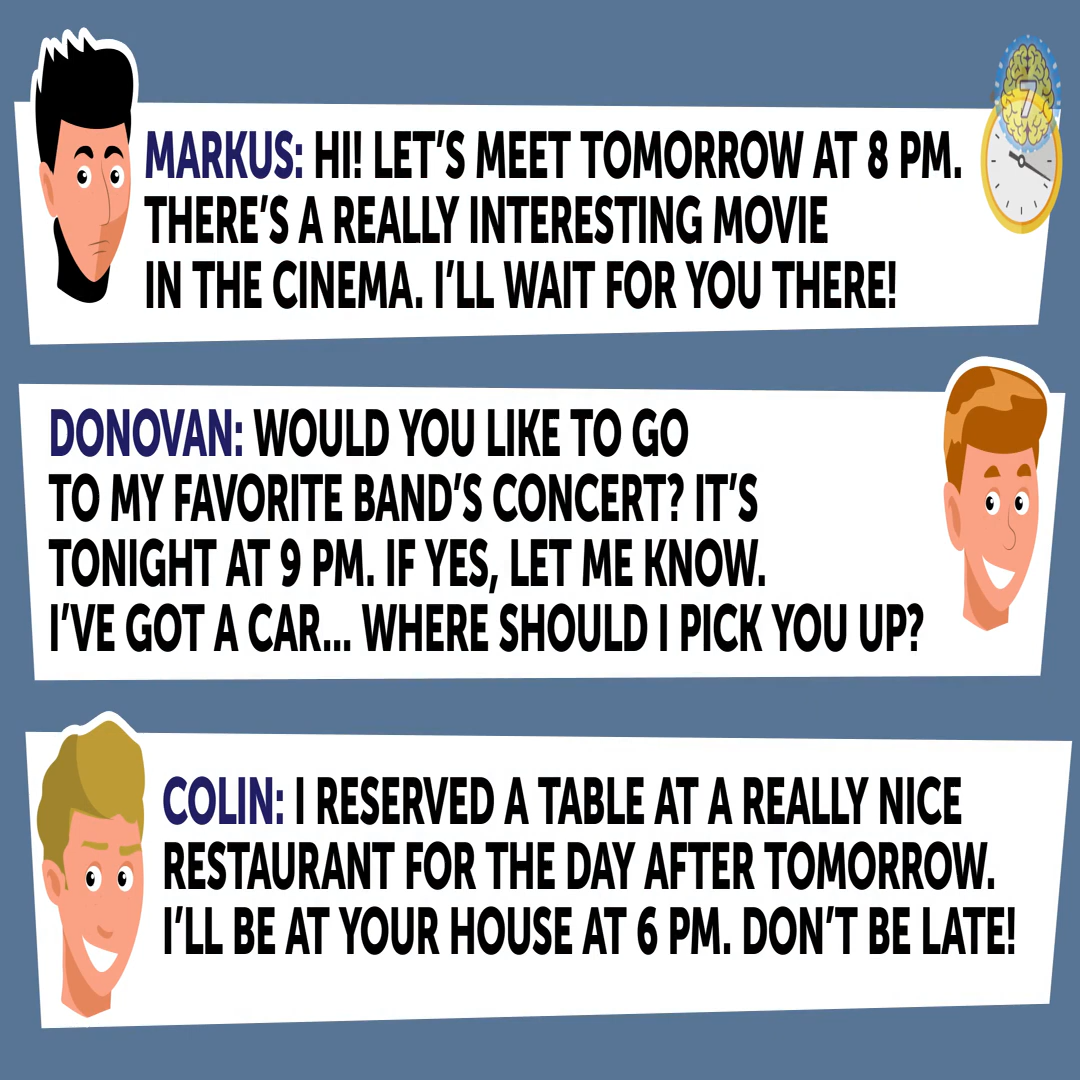 7
MARKUS: HI! LET'S MEET TOMORROW AT 8 PM.
THERE'S A REALLY INTERESTING MOVIE
IN THE CINEMA. I'LL WAIT FOR YOU THERE!
DONOVAN: WOULD YOU LIKE TO GO
TO MY FAVORITE BAND'S CONCERT? IT'S
TONIGHT AT 9 PM. IF YES, LET ME KNOW.
I'VE GOT A CAR... WHERE SHOULD I PICK YOU UP?
COLIN: I RESERVED A TABLE AT A REALLY NICE
RESTAURANT FOR THE DAY AFTER TOMORROW.
I'LL BE AT YOUR HOUSE AT 6 PM. DON'T BE LATE!